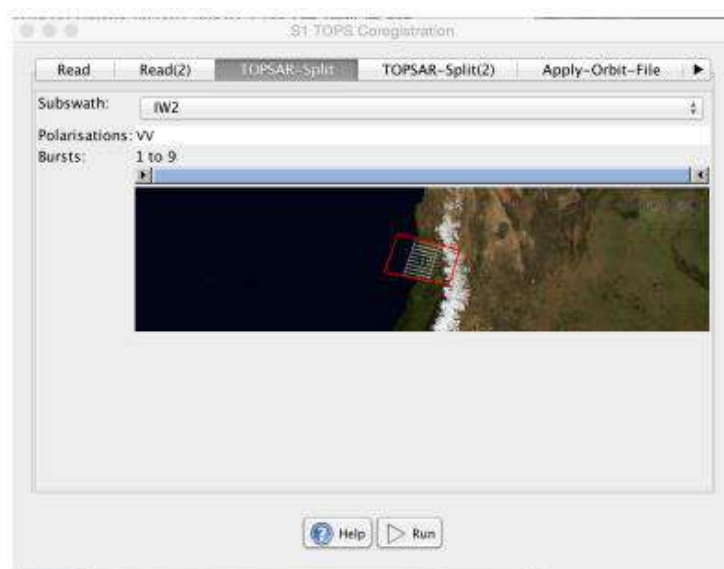 S1 TOPS Coregistration
Read Read(2) TOPSAR-Split TOPSAR-Split(2) Apply-Orbit-File
Subswath: IW2
Polarisations: VV
Bursts: 1 to 9
Help Run